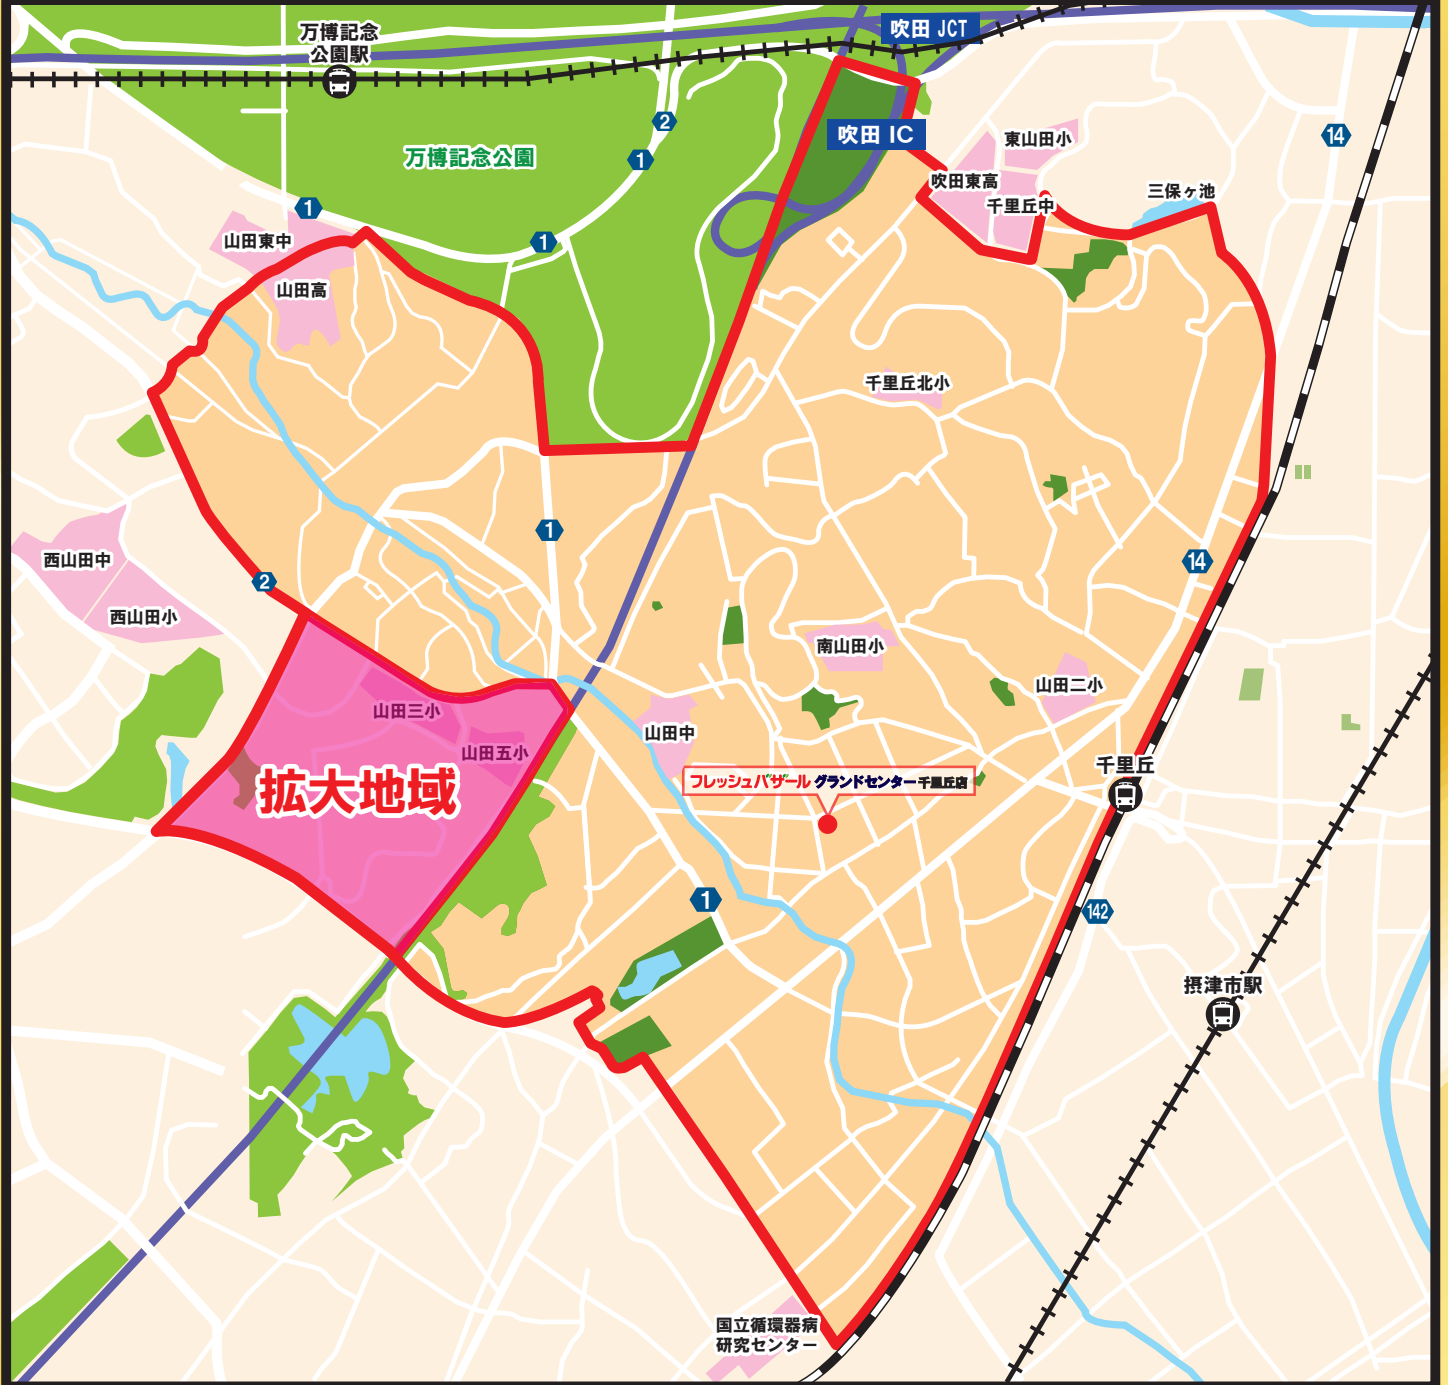 万博記念
公園駅
吹田 JCT
2
14
吹田 IC
東山田小
万博記念公園
1
吹田東高
三保ヶ池
千里丘中
1
山田東中
1
山田高
千里丘北小
1
西山田中
14
2
西山田小
南山田小
山田二小
山田三小
山田中
山田五小
千里丘
フレッシュバザール グランドセンター千里丘店
拡大地域
1
142
摂津市駅
国立循環器病
研究センター